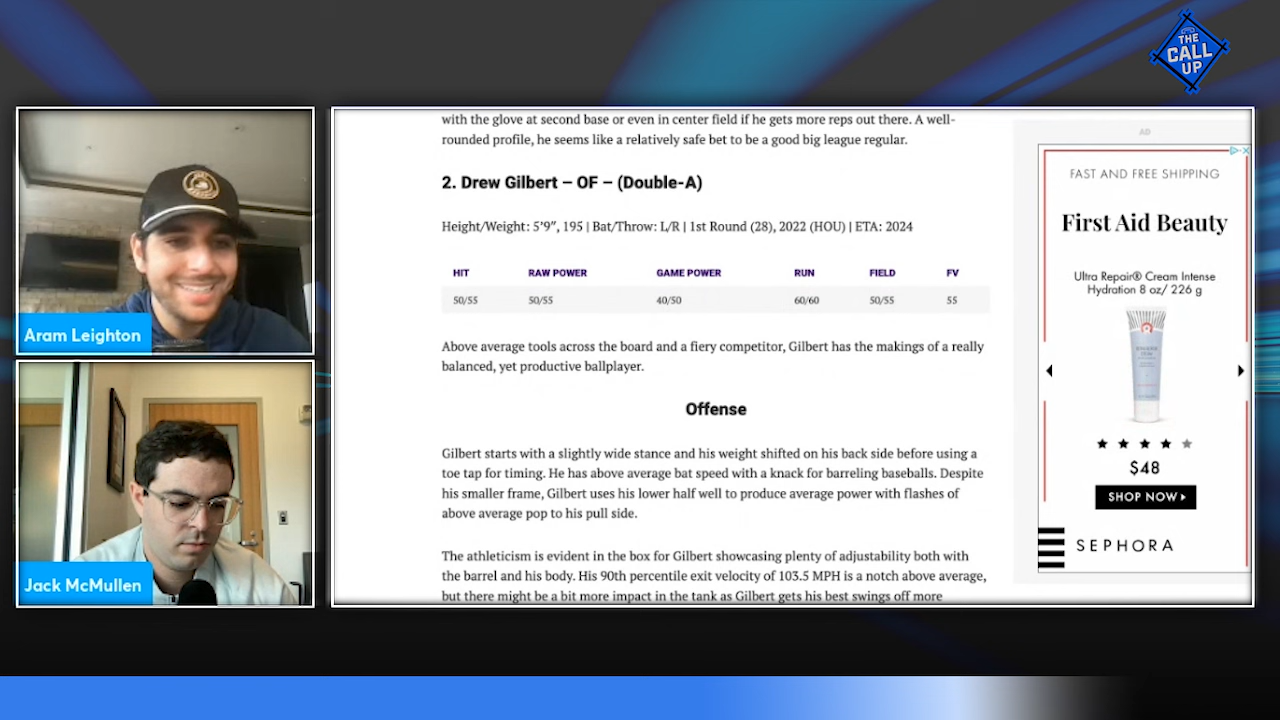 THE
CALL
UP
Aram Leighton
Jack McMullen
with the glove at second base or even in center field if he gets more reps out there. A well-
rounded profile, he seems like a relatively safe bet to be a good big league regular.
2. Drew Gilbert – OF – (Double-A)
Height/Weight: 5′9″, 195 | Bat/Throw: L/R | 1st Round (28), 2022 (HOU) | ETA: 2024
HIT RAW POWER GAME POWER RUN FIELD FV
50/55 50/55 40/50 60/60 50/55 55
Above average tools across the board and a fiery competitor, Gilbert has the makings of a really
balanced, yet productive ballplayer.
Offense
Gilbert starts with a slightly wide stance and his weight shifted on his back side before using a
toe tap for timing. He has above average bat speed with a knack for barreling baseballs. Despite
his smaller frame, Gilbert uses his lower half well to produce average power with flashes of
above average pop to his pull side.
The athleticism is evident in the box for Gilbert showcasing plenty of adjustability both with
the barrel and his body. His 90th percentile exit velocity of 103.5 MPH is a notch above average,
but there might be a bit more impact in the tank as Gilbert gets his best swings off more
AD
FAST AND FREE SHIPPING
First Aid Beauty
Ultra Repair® Cream Intense
Hydration 8 oz/ 226 g
$48
SHOP NOW
SEPHORA